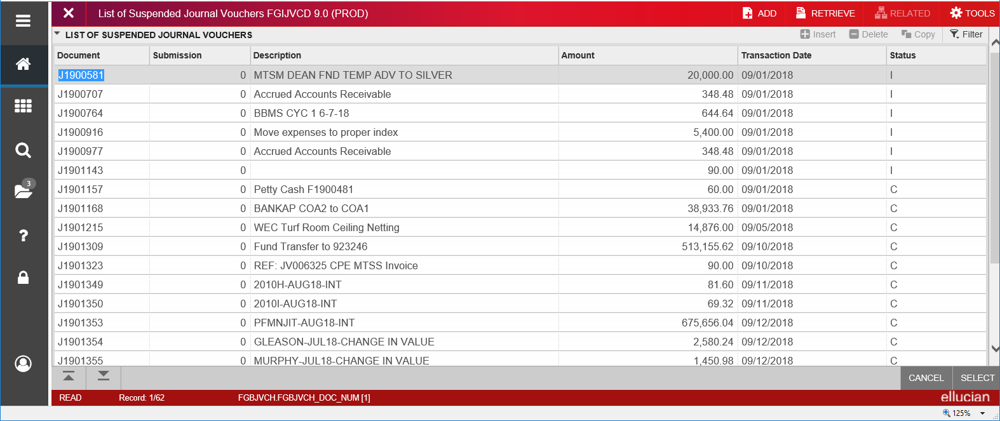 List of Suspended Journal Vouchers FGIJVCD 9.0 (PROD) ADD RETRIEVE RELATED TOOLS
LIST OF SUSPENDED JOURNAL VOUCHERS Insert Delete Copy Filter
Document Submission Description Amount Transaction Date Status
J1900581 0 MTSM DEAN FND TEMP ADV TO SILVER 20,000.00 09/01/2018 I
J1900707 0 Accrued Accounts Receivable 348.48 09/01/2018 I
J1900764 0 BBMS CYC 1 6-7-18 644.64 09/01/2018 I
J1900916 0 Move expenses to proper index 5,400.00 09/01/2018 I
J1900977 0 Accrued Accounts Receivable 348.48 09/01/2018 I
J1901143 0 90.00 09/01/2018 I
J1901157 0 Petty Cash F1900481 60.00 09/01/2018 C
J1901168 0 BANKAP COA2 to COA1 38,933.76 09/01/2018 C
J1901215 0 WEC Turf Room Ceiling Netting 14,876.00 09/05/2018 C
J1901309 0 Fund Transfer to 923246 513,155.62 09/10/2018 C
J1901323 0 REF: JV006325 CPE MTSS Invoice 90.00 09/10/2018 C
J1901349 0 2010H-AUG18-INT 81.60 09/11/2018 C
J1901350 0 2010I-AUG18-INT 69.32 09/11/2018 C
J1901353 0 PFMNJIT-AUG18-INT 675,656.04 09/12/2018 C
J1901354 0 GLEASON-JUL18-CHANGE IN VALUE 2,580.24 09/12/2018 C
J1901355 0 MURPHY-JUL18-CHANGE IN VALUE 1,450.98 09/12/2018 C
3
?
CANCEL SELECT
READ Record: 1/62 FGBJVCH.FGBJVCH_DOC_NUM [1] ellucian
125%